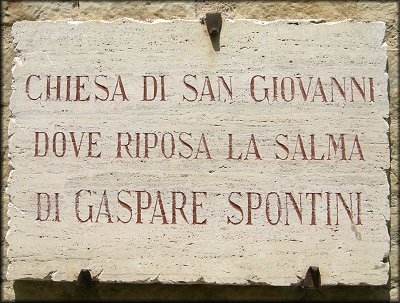 CHIESA DI SAN GIOVANNI
DOVE RIPOSA LA SALMA
DI GASPARE SPONTINI